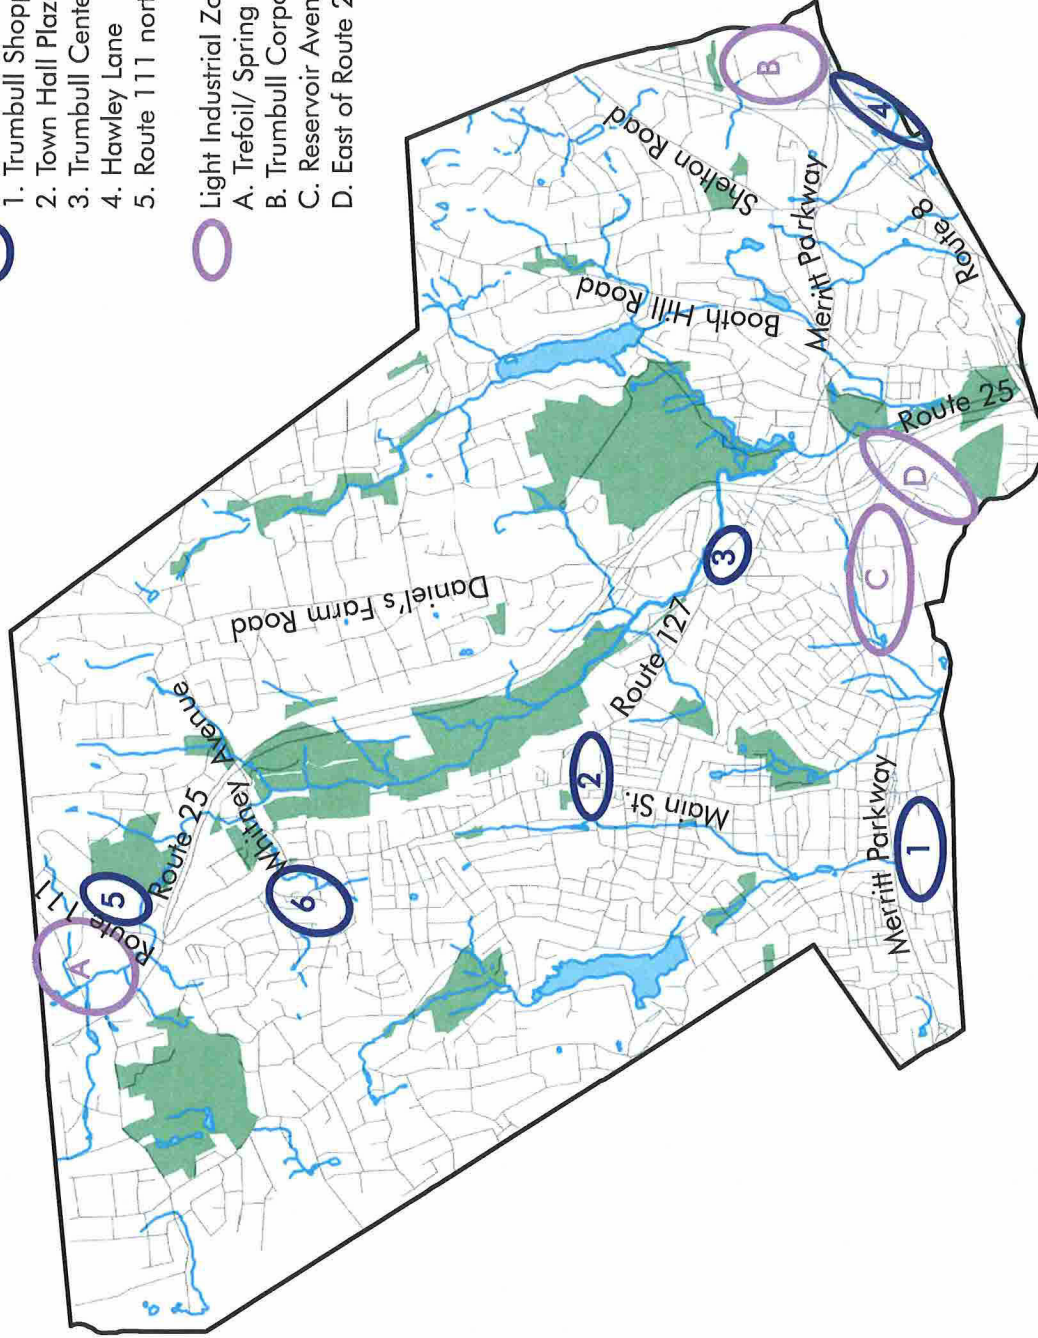 1. Trumbull Shopp
2. Town Hall Plaz
3. Trumbull Cente
4. Hawley Lane
5. Route 111 nort
Light Industrial Zo
A. Trefoil/ Spring
B. Trumbull Corpo
C. Reservoir Aven
D. East of Route 2
Route 111
A
5
Route 25
Whitney Avenue
6
Daniel's Farm Road
2
Main St.
Route 127
3
Booth Hill Road
Shelton Road
Merritt Parkway
B
4
Route 8
Route 25
D
C
Merritt Parkway
1